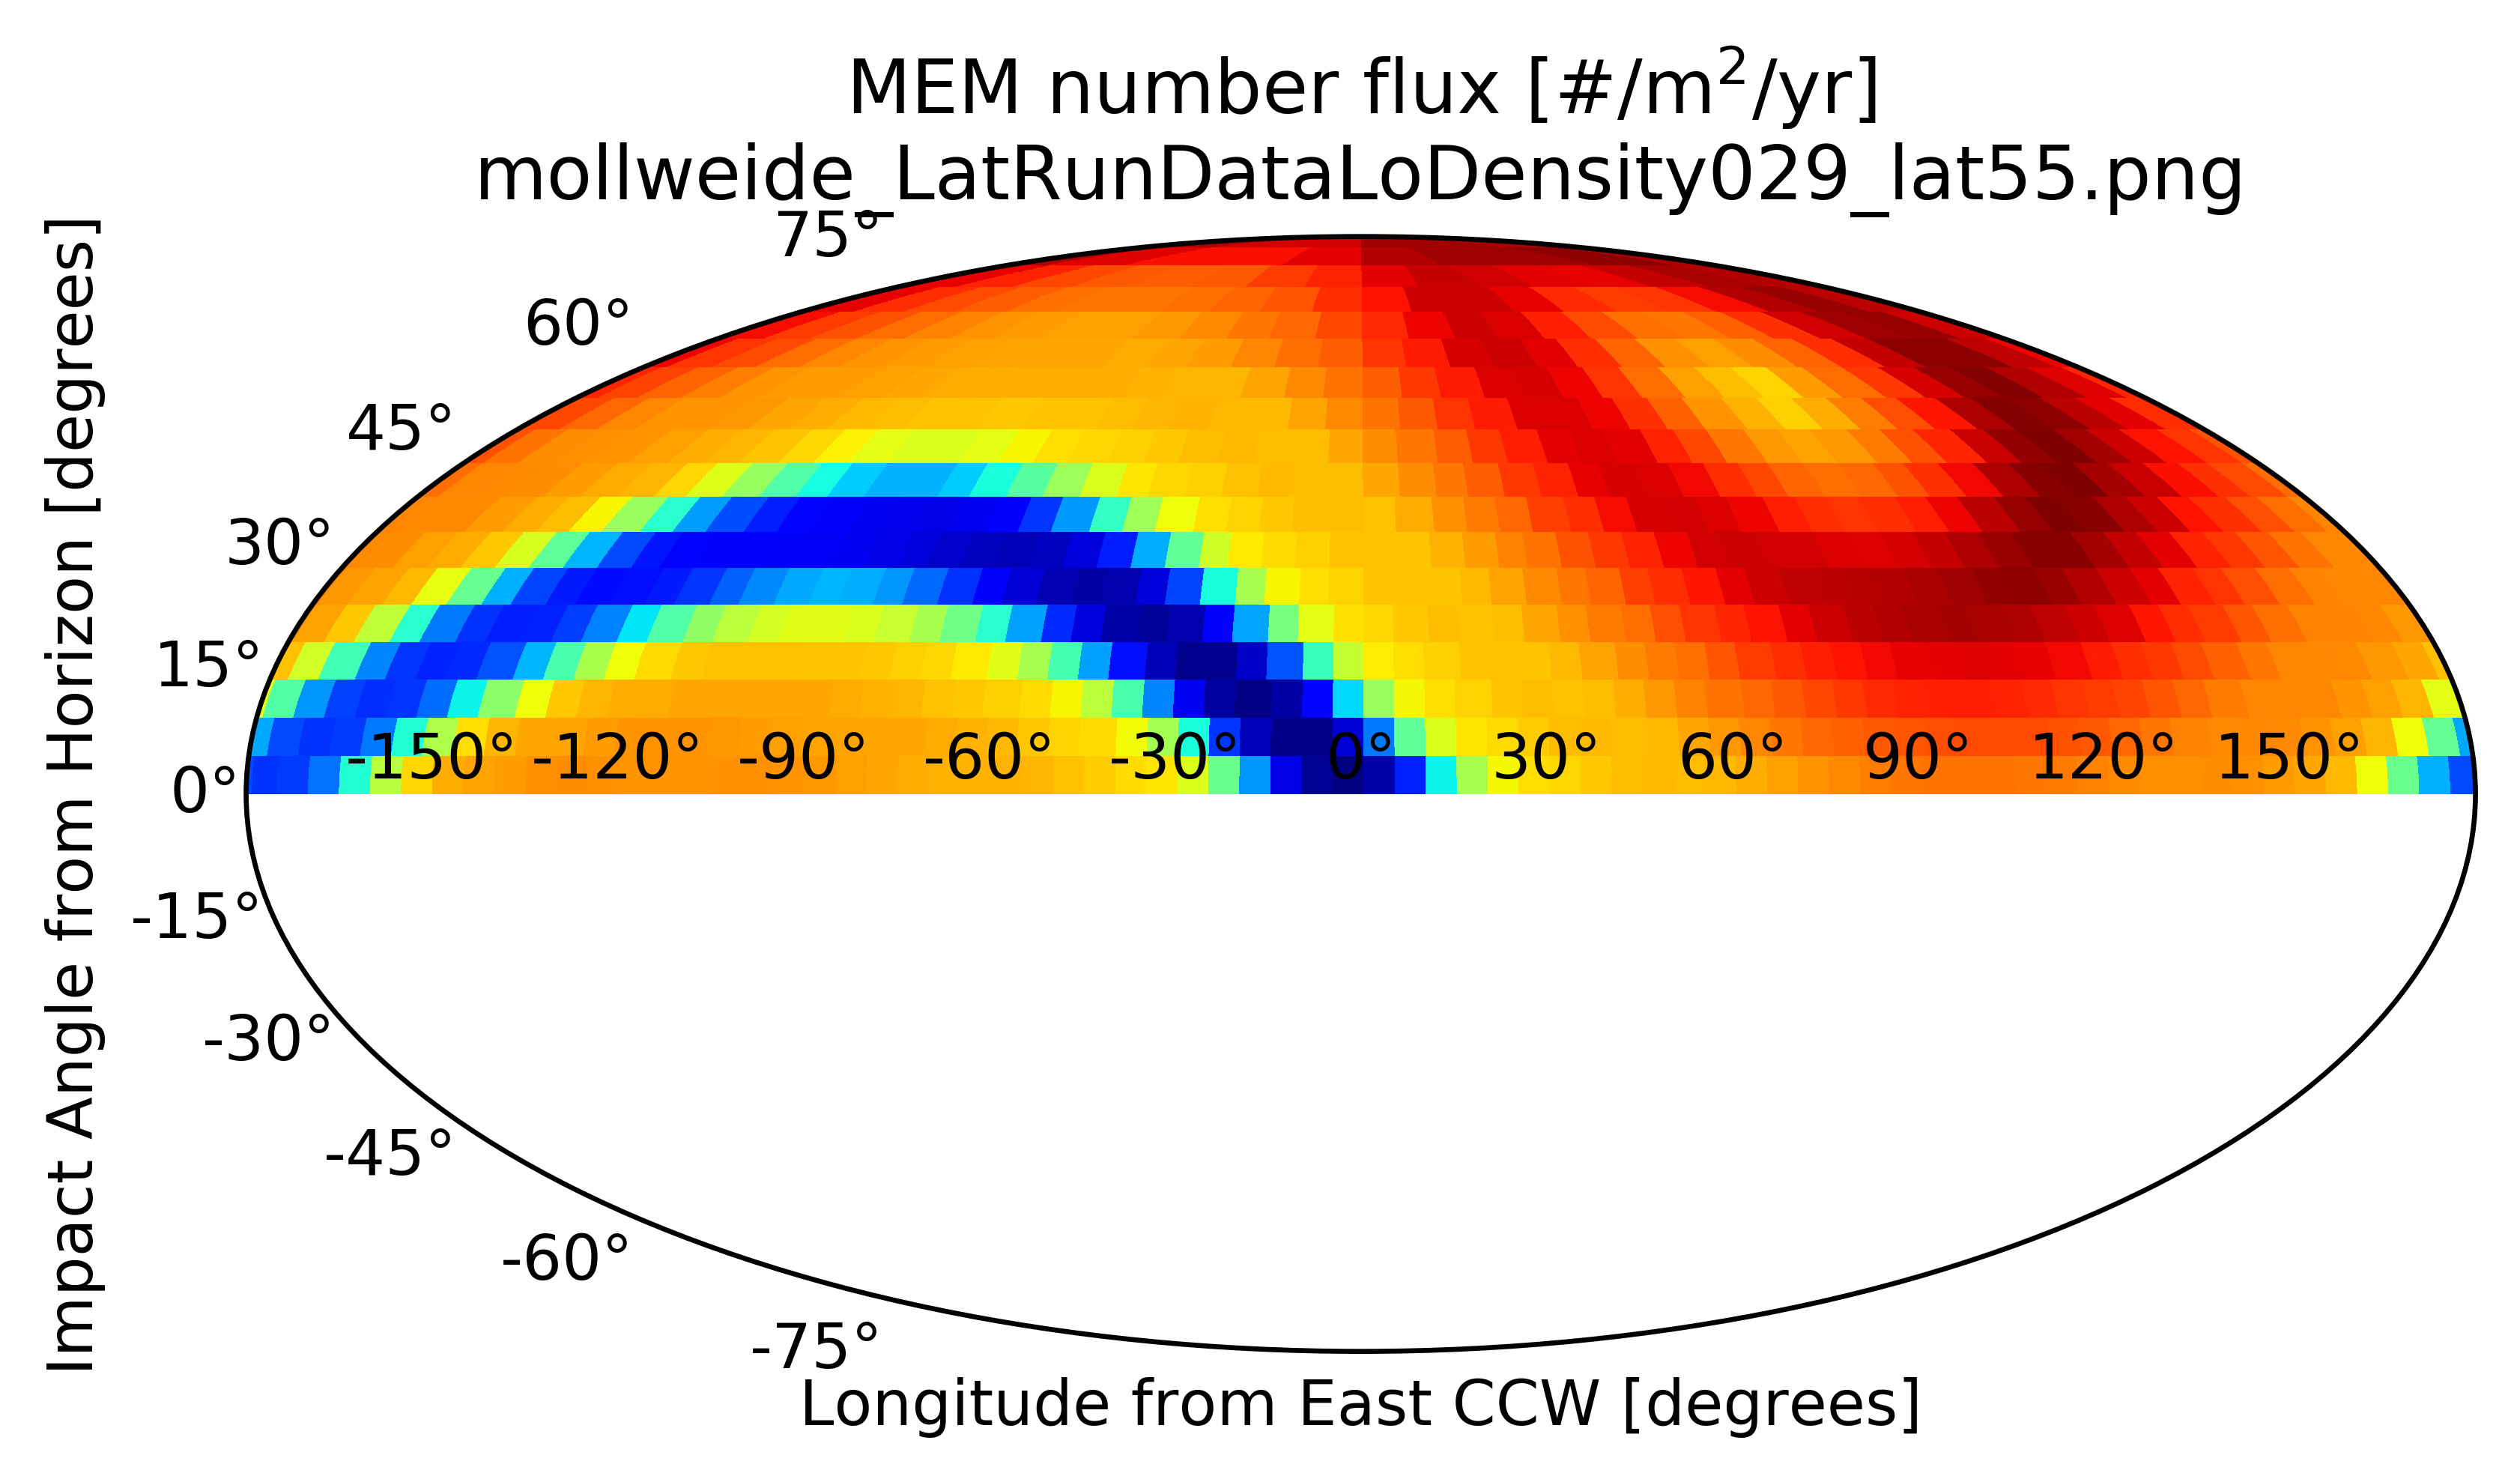 MEM number flux [#/m²/yr]
mollweide_LatRunDataLoDensity029_lat55.png
75°
60°
45°
30°
15°
0°
-15°
-30°
-45°
-60°
-75°
-150° -120° -90° -60° -30° 0° 30° 60° 90° 120° 150°
Impact Angle from Horizon [degrees]
Longitude from East CCW [degrees]